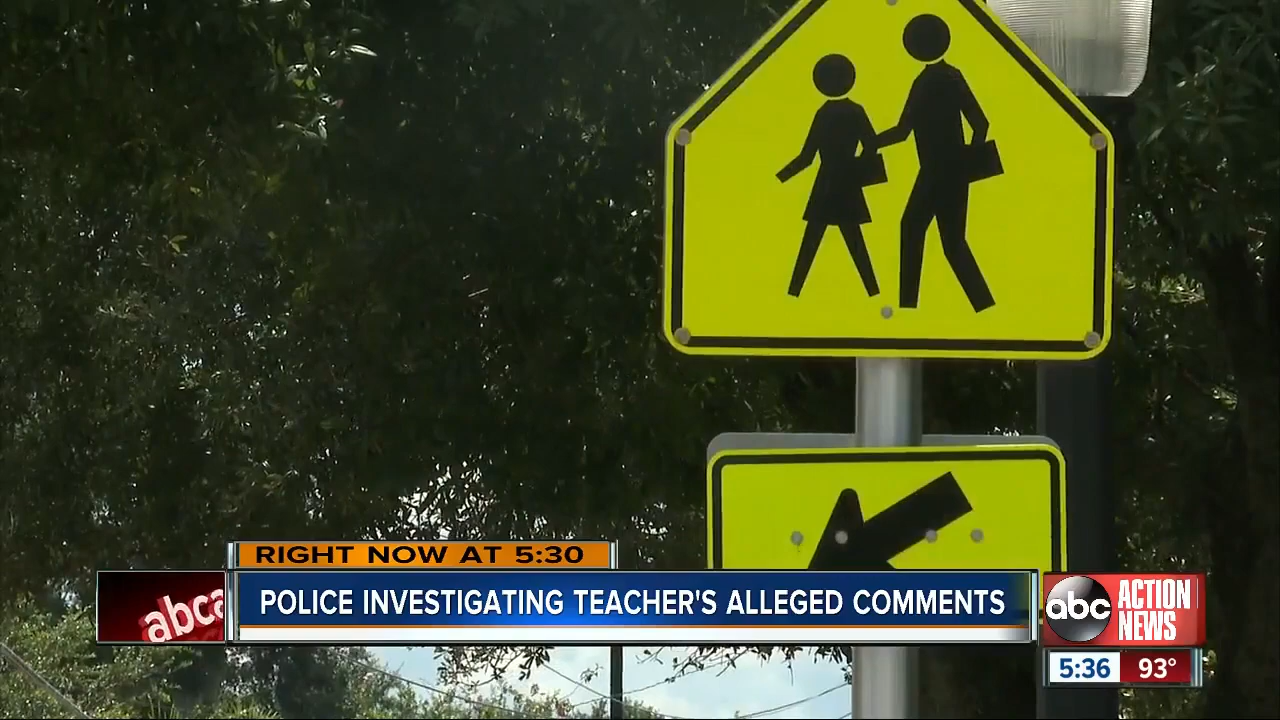 RIGHT NOW AT 5:30
abca
POLICE INVESTIGATING TEACHER'S ALLEGED COMMENTS
abc ACTION
NEWS
5:36 93°